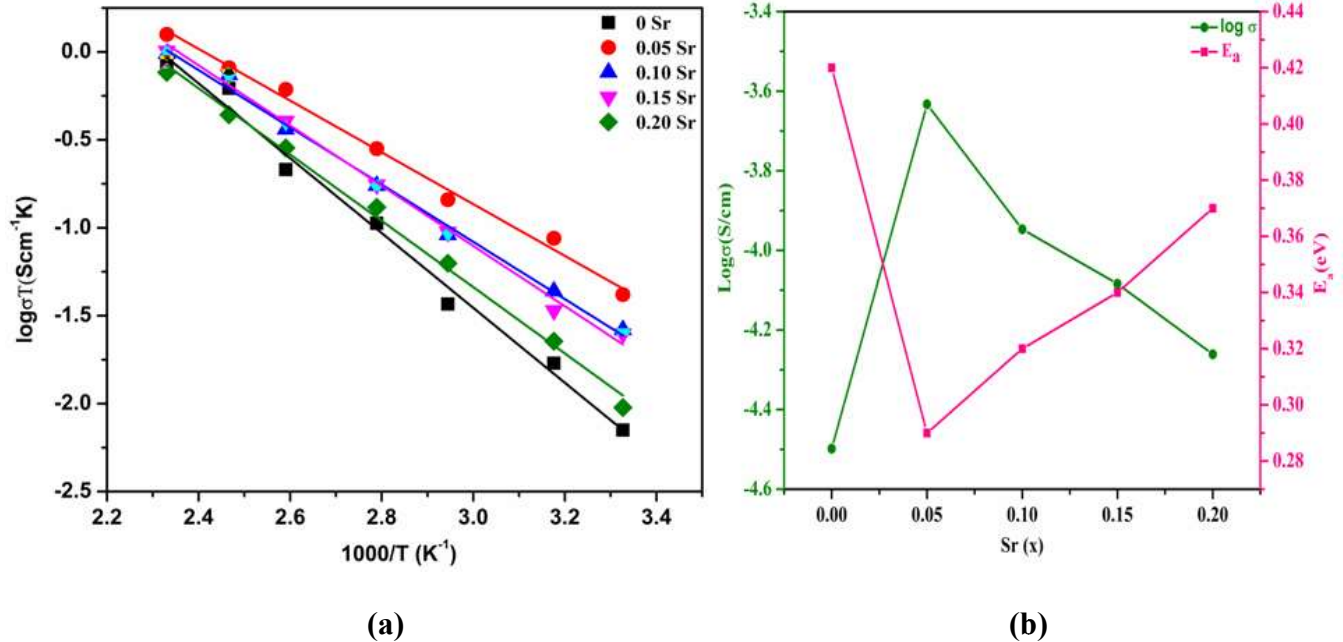 0 Sr
0.05 Sr
0.10 Sr
0.15 Sr
0.20 Sr
0.0
-0.5
-1.0
-1.5
-2.0
-2.5
logσT(Scm⁻¹K)
2.2 2.4 2.6 2.8 3.0 3.2 3.4
1000/T (K⁻¹)
(a)
log σ
Eₐ
-3.4
-3.6
-3.8
-4.0
-4.2
-4.4
-4.6
Logσ(S/cm)
0.44
0.42
0.40
0.38
0.36
0.34
0.32
0.30
0.28
Eₐ(eV)
0.00 0.05 0.10 0.15 0.20
Sr (x)
(b)